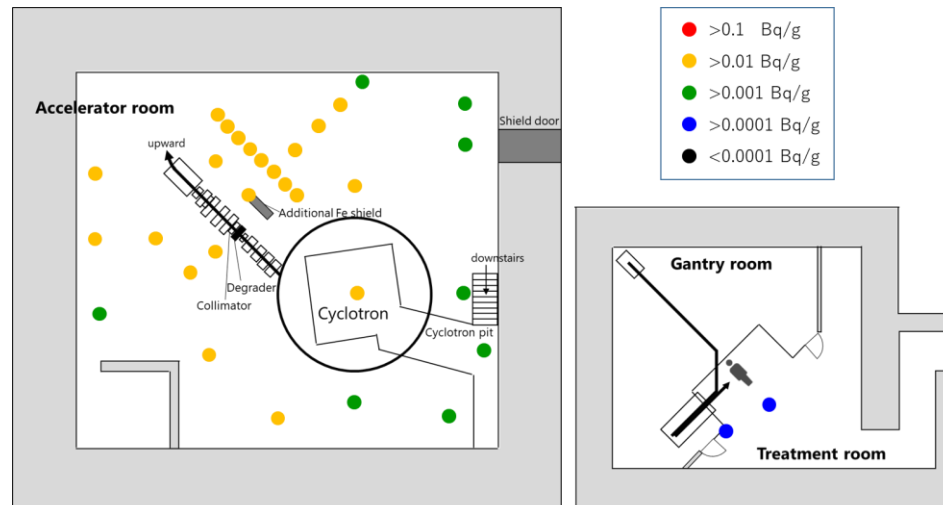 Accelerator room
upward
Additional Fe shield
Degrader
Collimator
Cyclotron
Cyclotron pit
downstairs
Shield door
>0.1 Bq/g
>0.01 Bq/g
>0.001 Bq/g
>0.0001 Bq/g
<0.0001 Bq/g
Gantry room
Treatment room